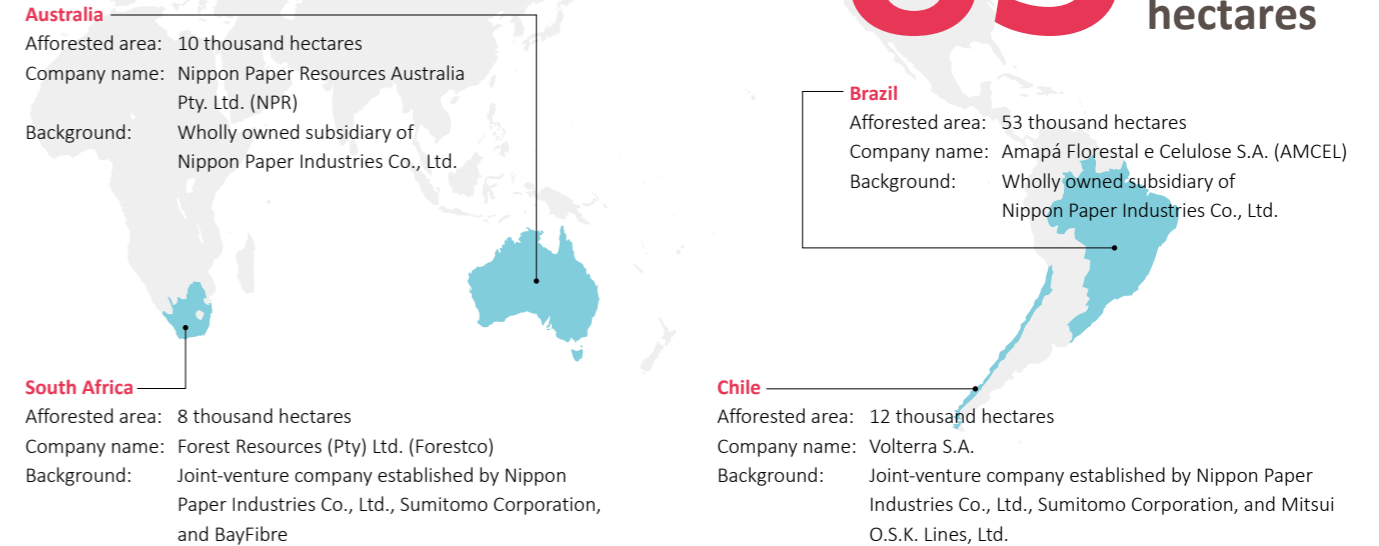 hectares
Australia
Afforested area: 10 thousand hectares
Company name: Nippon Paper Resources Australia
Pty. Ltd. (NPR)
Background: Wholly owned subsidiary of
Nippon Paper Industries Co., Ltd.
Brazil
Afforested area: 53 thousand hectares
Company name: Amapá Florestal e Celulose S.A. (AMCEL)
Background: Wholly owned subsidiary of
Nippon Paper Industries Co., Ltd.
South Africa
Afforested area: 8 thousand hectares
Company name: Forest Resources (Pty) Ltd. (Forestco)
Background: Joint-venture company established by Nippon
Paper Industries Co., Ltd., Sumitomo Corporation,
and BayFibre
Chile
Afforested area: 12 thousand hectares
Company name: Volterra S.A.
Background: Joint-venture company established by Nippon Paper
Industries Co., Ltd., Sumitomo Corporation, and Mitsui
O.S.K. Lines, Ltd.